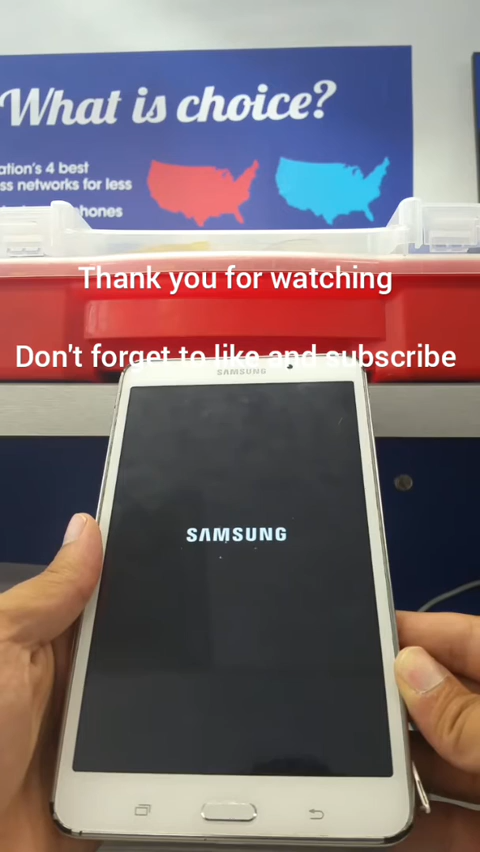 What is choice?
ation's 4 best
ss networks for less
phones
Thank you for watching
Don't forget to like and subscribe
SAMSUNG
SAMSUNG